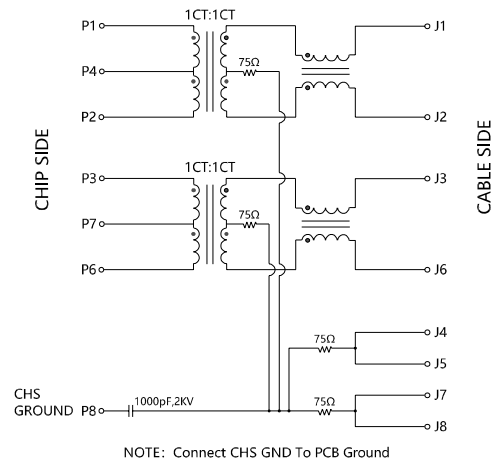 1CT:1CT
P1
J1
75Ω
P4
P2
J2
CHIP SIDE
CABLE SIDE
1CT:1CT
P3
J3
75Ω
P7
P6
J6
75Ω
J4
J5
CHS
GROUND P8
1000pF,2KV
75Ω
J7
J8
NOTE: Connect CHS GND To PCB Ground